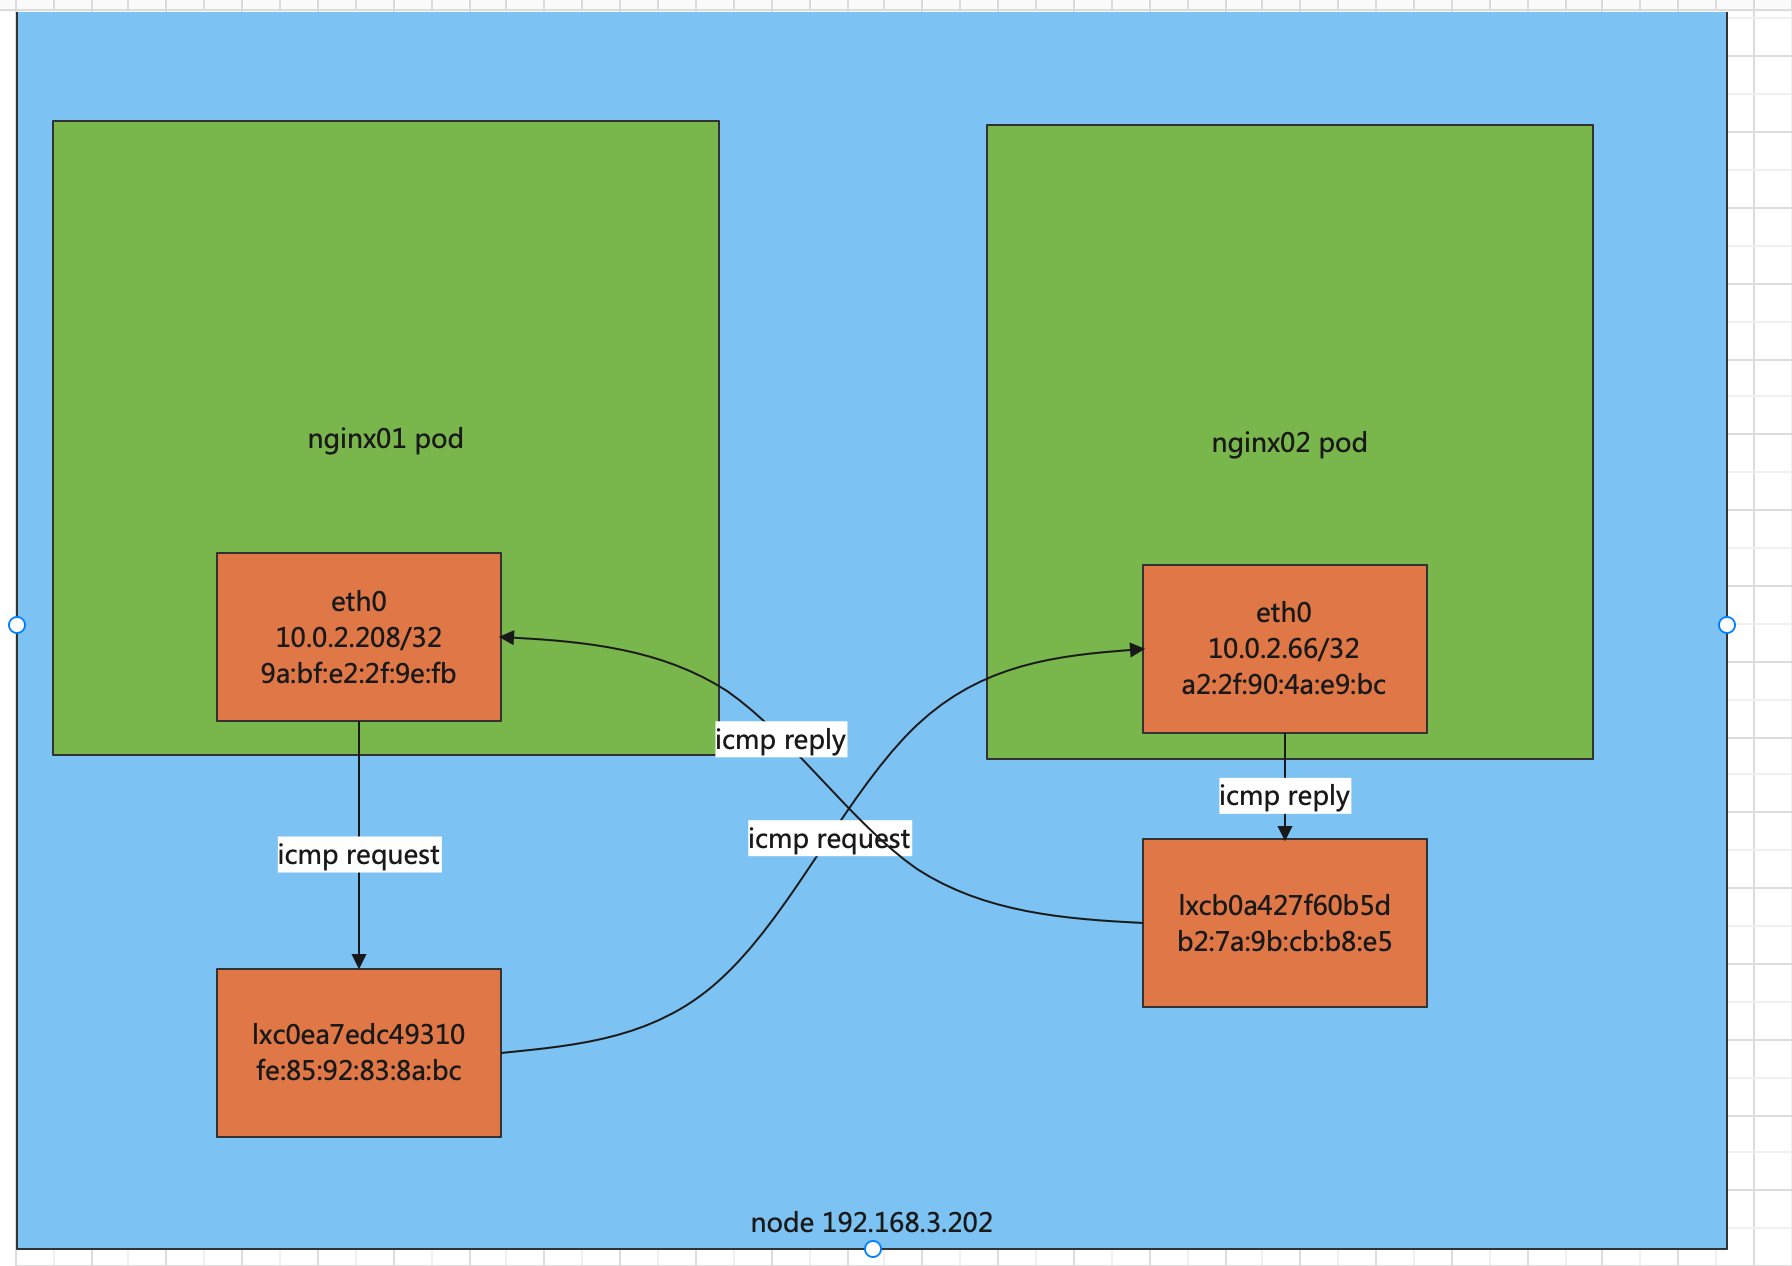 nginx01 pod
nginx02 pod
eth0
10.0.2.208/32
9a:bf:e2:2f:9e:fb
eth0
10.0.2.66/32
a2:2f:90:4a:e9:bc
icmp reply
icmp reply
icmp request
icmp request
lxcb0a427f60b5d
b2:7a:9b:cb:b8:e5
lxc0ea7edc49310
fe:85:92:83:8a:bc
node 192.168.3.202